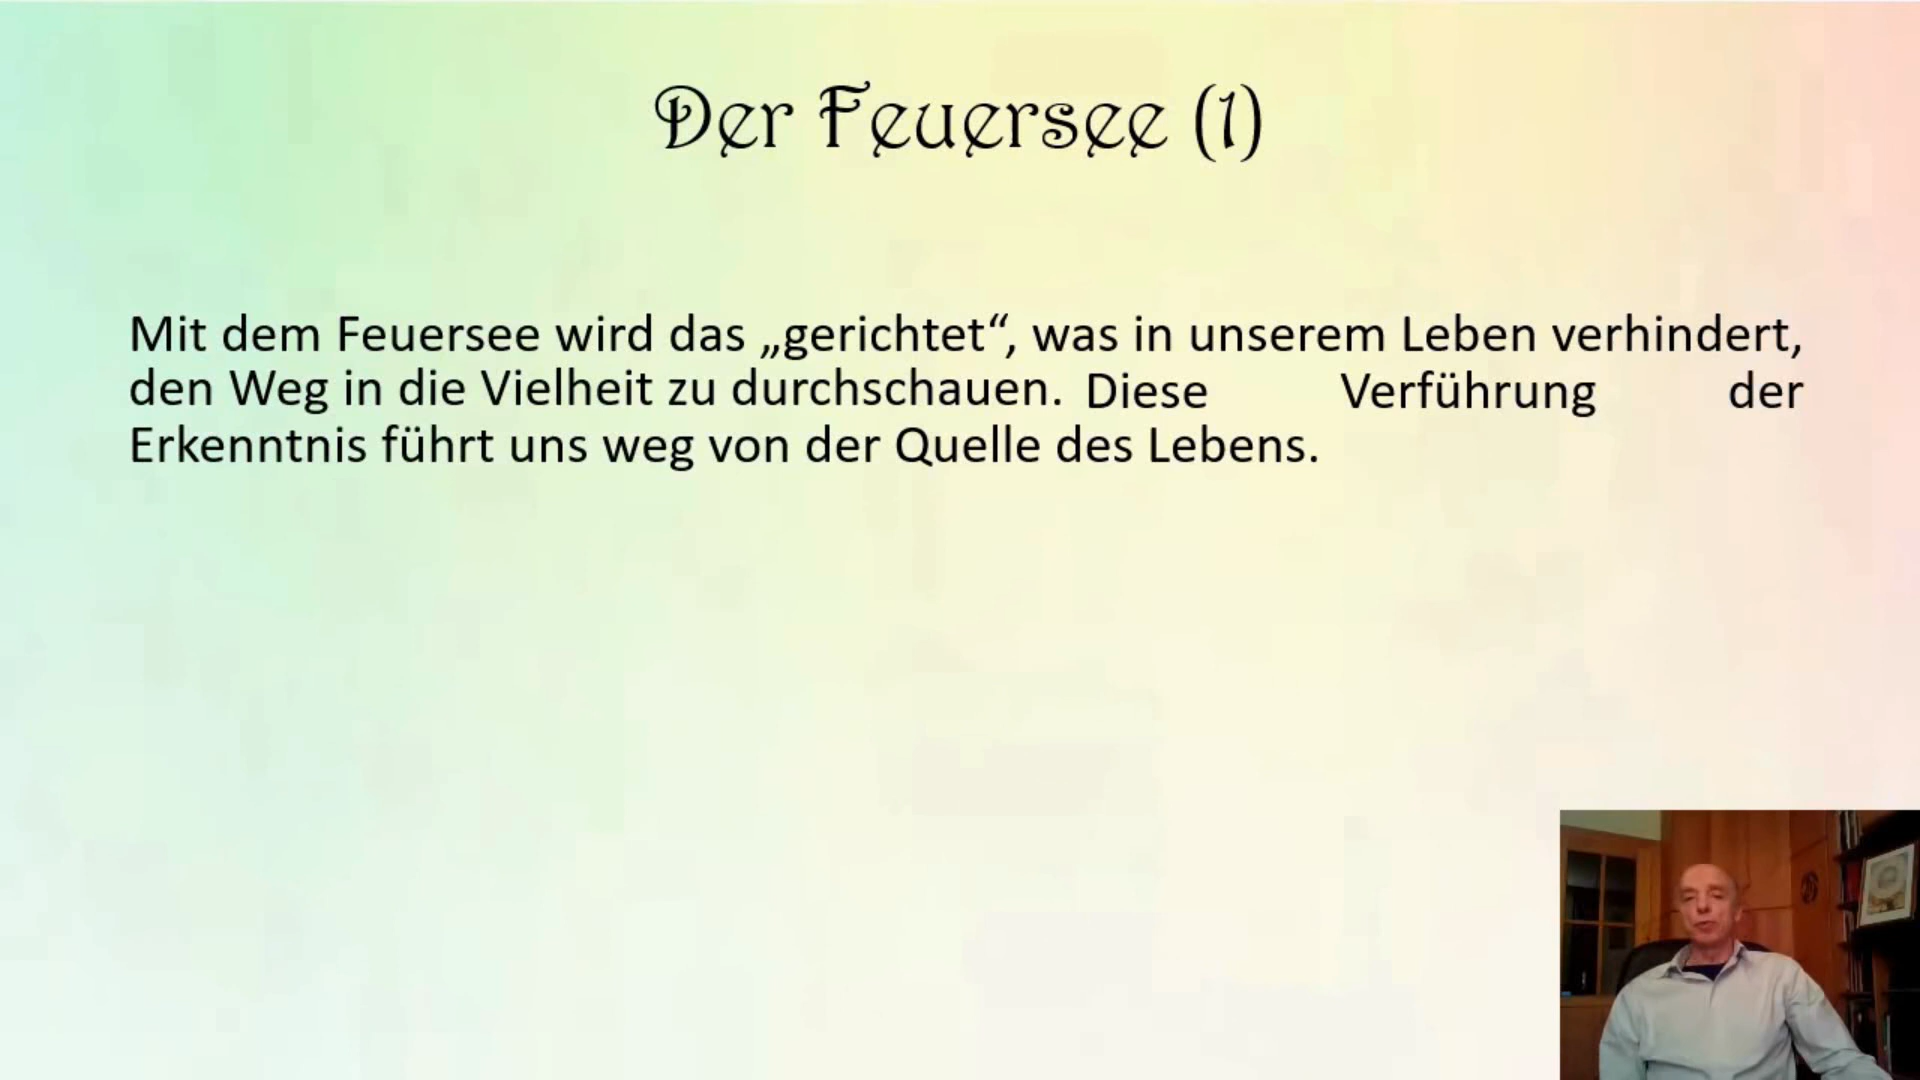 Der Feuersee (1)
Mit dem Feuersee wird das „gerichtet“, was in unserem Leben verhindert,
den Weg in die Vielheit zu durchschauen. Diese Verführung der
Erkenntnis führt uns weg von der Quelle des Lebens.